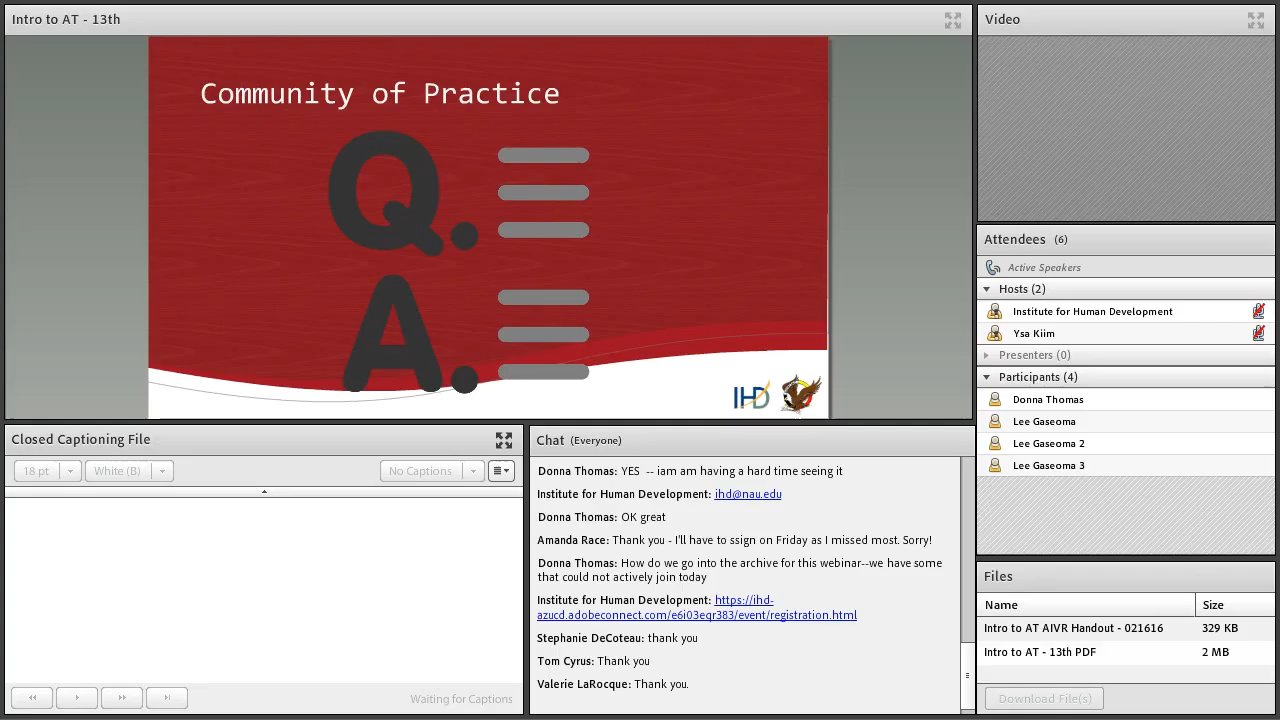 Intro to AT - 13th
Community of Practice
Q.
A.
IHD
Closed Captioning File
18 pt
White (B)
No Captions
Waiting for Captions
Chat (Everyone)
Donna Thomas: YES -- iam am having a hard time seeing it
Institute for Human Development: ihd@nau.edu
Donna Thomas: OK great
Amanda Race: Thank you - I'll have to ssign on Friday as I missed most. Sorry!
Donna Thomas: How do we go into the archive for this webinar--we have some
that could not actively join today
Institute for Human Development: https://ihd-
azucd.adobeconnect.com/e6i03eqr383/event/registration.html
Stephanie DeCoteau: thank you
Tom Cyrus: Thank you
Valerie LaRocque: Thank you.
Video
Attendees (6)
Active Speakers
Hosts (2)
Institute for Human Development
Ysa Kiim
Presenters (0)
Participants (4)
Donna Thomas
Lee Gaseoma
Lee Gaseoma 2
Lee Gaseoma 3
Files
Name Size
Intro to AT AIVR Handout - 021616 329 KB
Intro to AT - 13th PDF 2 MB
Download File(s)